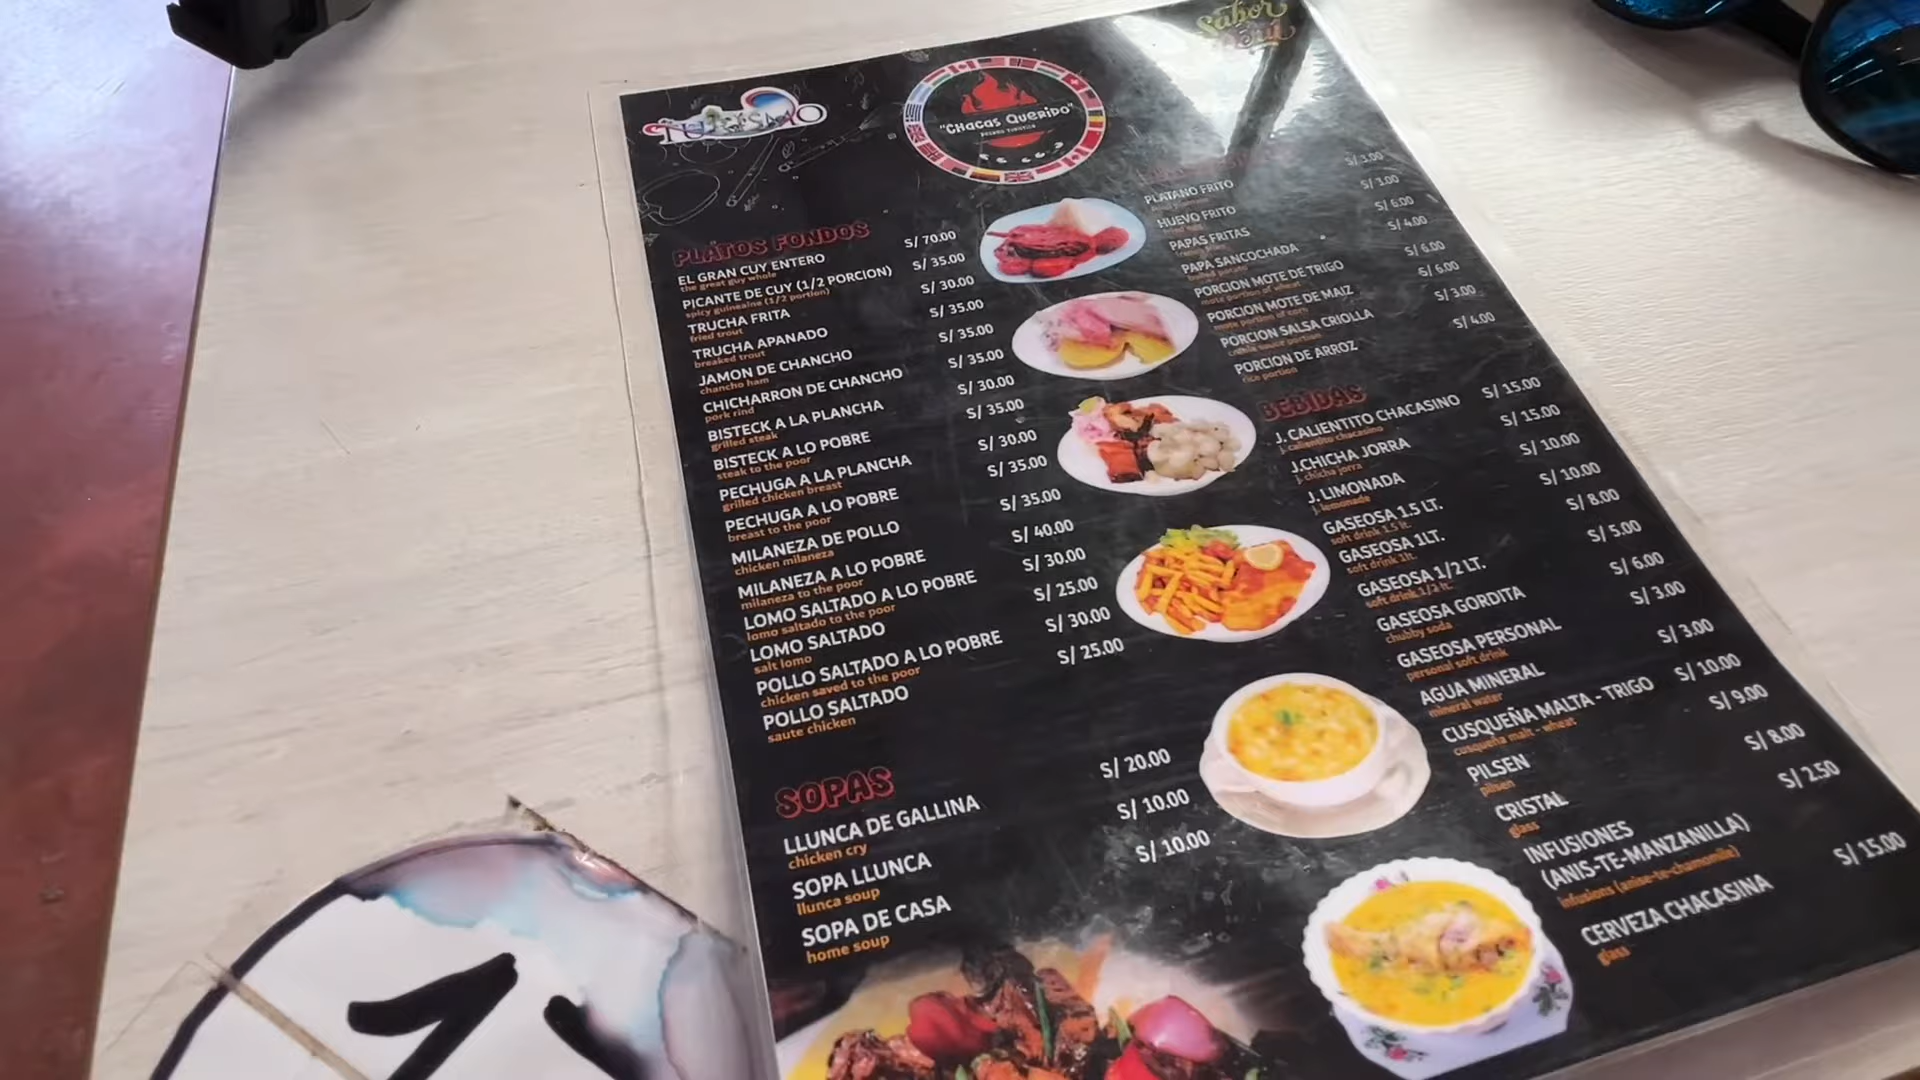 Sabor
Perú
TURISMO
"CHACAS QUERIDO"
PLATOS FONDOS
EL GRAN CUY ENTERO S/ 70.00
the great guy whole
PICANTE DE CUY (1/2 PORCION) S/ 35.00
spicy guineaine (1/2 portion)
TRUCHA FRITA S/ 30.00
fried trout
TRUCHA APANADO S/ 35.00
breaked trout
JAMON DE CHANCHO S/ 35.00
chancho ham
CHICHARRON DE CHANCHO S/ 35.00
pork rind
BISTECK A LA PLANCHA S/ 30.00
grilled steak
BISTECK A LO POBRE S/ 35.00
steak to the poor
PECHUGA A LA PLANCHA S/ 30.00
grilled chicken breast
PECHUGA A LO POBRE S/ 35.00
breast to the poor
MILANEZA DE POLLO S/ 35.00
chicken milaneza
MILANEZA A LO POBRE S/ 40.00
milaneza to the poor
LOMO SALTADO A LO POBRE S/ 30.00
lomo saltado to the poor
LOMO SALTADO S/ 25.00
salt lomo
POLLO SALTADO A LO POBRE S/ 30.00
chicken saved to the poor
POLLO SALTADO S/ 25.00
saute chicken
SOPAS
LLUNCA DE GALLINA S/ 20.00
chicken cry
SOPA LLUNCA S/ 10.00
llunca soup
SOPA DE CASA S/ 10.00
home soup
PLATANO FRITO S/ 3.00
HUEVO FRITO S/ 3.00
fried egg
PAPAS FRITAS S/ 6.00
PAPA SANCOCHADA S/ 4.00
boiled potato
PORCION MOTE DE TRIGO S/ 6.00
mote portion of wheat
PORCION MOTE DE MAIZ S/ 6.00
mote portion of corn
PORCION SALSA CRIOLLA S/ 3.00
creole sauce portion
PORCION DE ARROZ S/ 4.00
rice portion
BEBIDAS
J. CALIENTITO CHACASINO S/ 15.00
j. calientito chacasino
J.CHICHA JORRA S/ 15.00
j. chicha jorra
J. LIMONADA S/ 10.00
j. lemonade
GASEOSA 1.5 LT. S/ 10.00
soft drink 1.5 lt.
GASEOSA 1LT. S/ 8.00
soft drink 1lt.
GASEOSA 1/2 LT. S/ 5.00
soft drink 1/2 lt.
GASEOSA GORDITA S/ 6.00
chubby soda
GASEOSA PERSONAL S/ 3.00
personal soft drink
AGUA MINERAL S/ 3.00
mineral water
CUSQUEÑA MALTA - TRIGO S/ 10.00
cusqueña malt - wheat
PILSEN S/ 9.00
pilsen
CRISTAL S/ 8.00
glass
INFUSIONES S/ 2.50
(ANIS-TE-MANZANILLA)
infusions (anise-te-chamomile)
CERVEZA CHACASINA S/ 15.00
glass